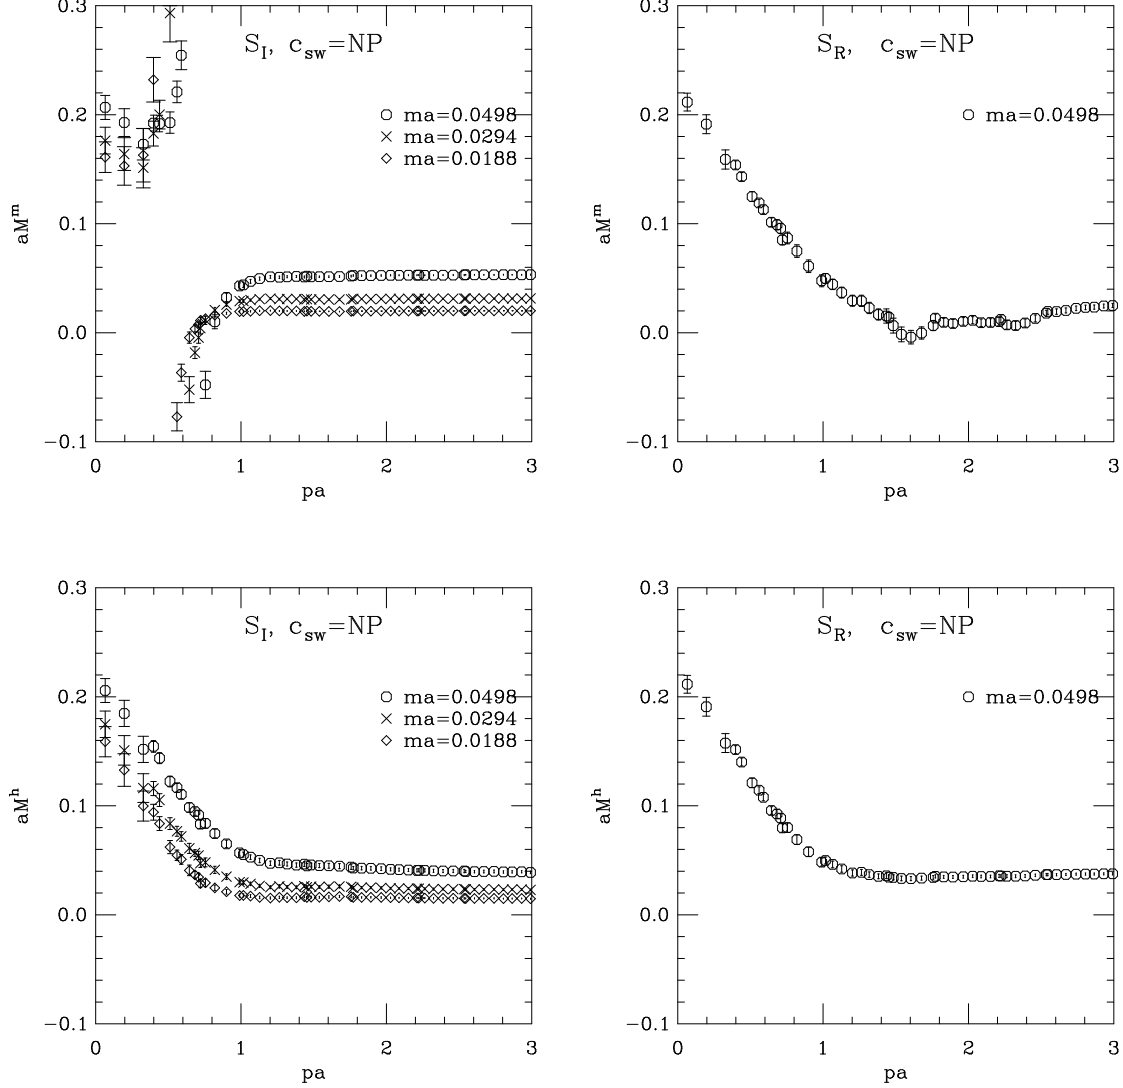 0.3
0.2
0.1
0.0
−0.1
aM^m
S_I, c_sw=NP
ma=0.0498
ma=0.0294
ma=0.0188
0 1 2 3
pa
0.3
0.2
0.1
0.0
−0.1
aM^m
S_R, c_sw=NP
ma=0.0498
0 1 2 3
pa
0.3
0.2
0.1
0.0
−0.1
aM^h
S_I, c_sw=NP
ma=0.0498
ma=0.0294
ma=0.0188
0 1 2 3
pa
0.3
0.2
0.1
0.0
−0.1
aM^h
S_R, c_sw=NP
ma=0.0498
0 1 2 3
pa